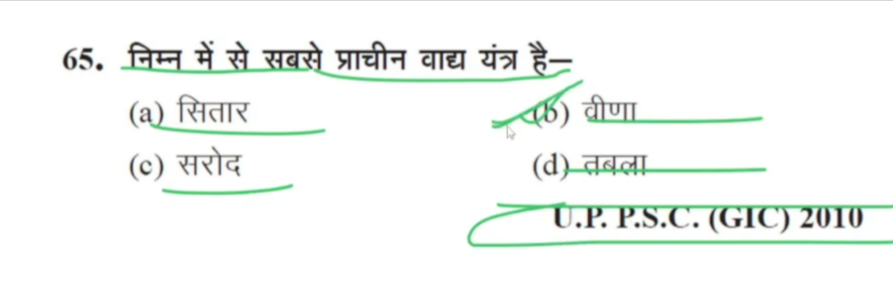 65. निम्न में से सबसे प्राचीन वाद्य यंत्र है—
(a) सितार (b) वीणा
(c) सरोद (d) तबला
U.P. P.S.C. (GIC) 2010